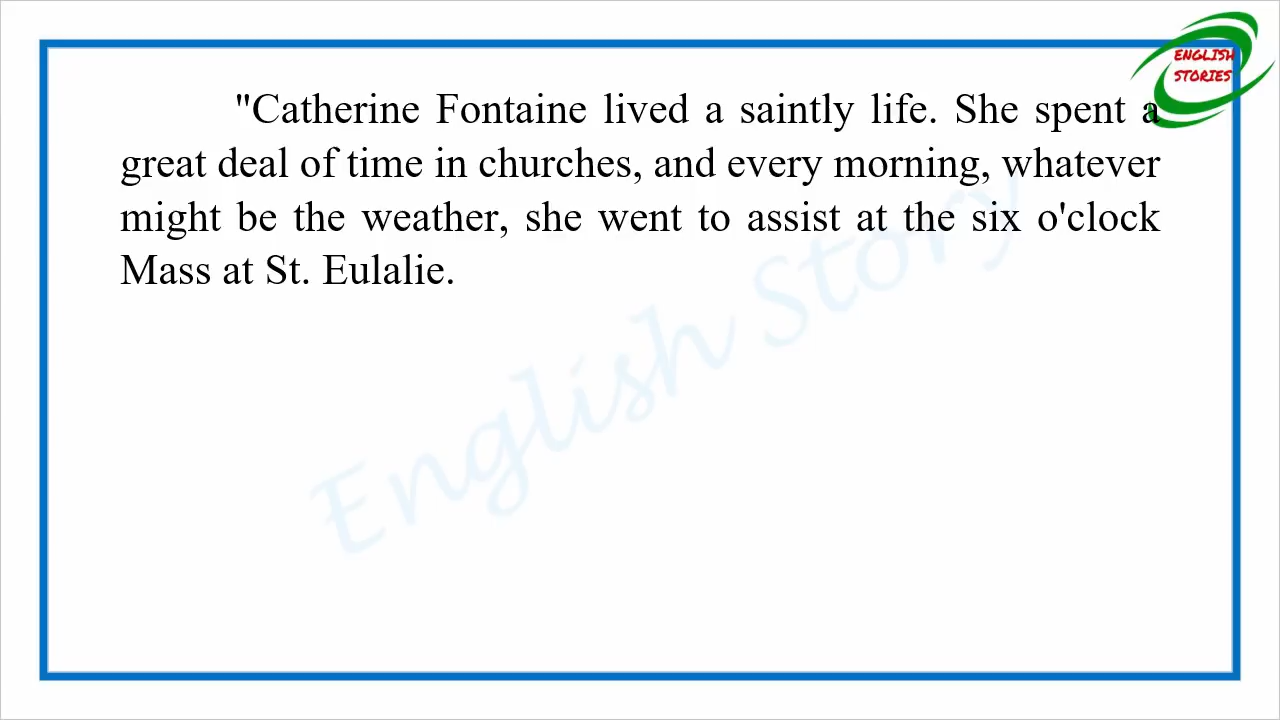 ENGLISH
STORIES
"Catherine Fontaine lived a saintly life. She spent a
great deal of time in churches, and every morning, whatever
might be the weather, she went to assist at the six o'clock
Mass at St. Eulalie.
English Story